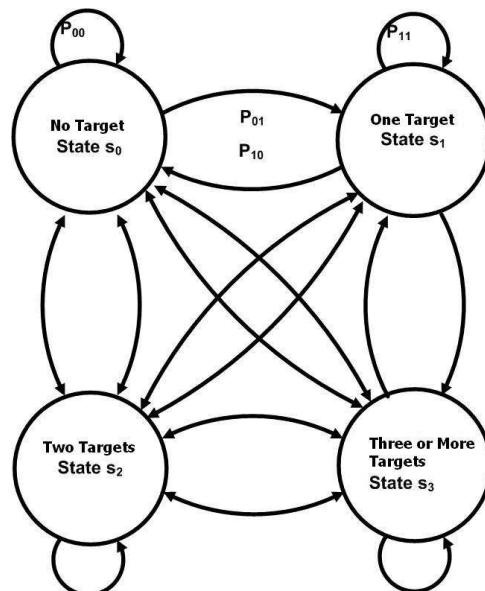 P₀₀
P₁₁
No Target
State s₀
P₀₁
P₁₀
One Target
State s₁
Two Targets
State s₂
Three or More
Targets
State s₃